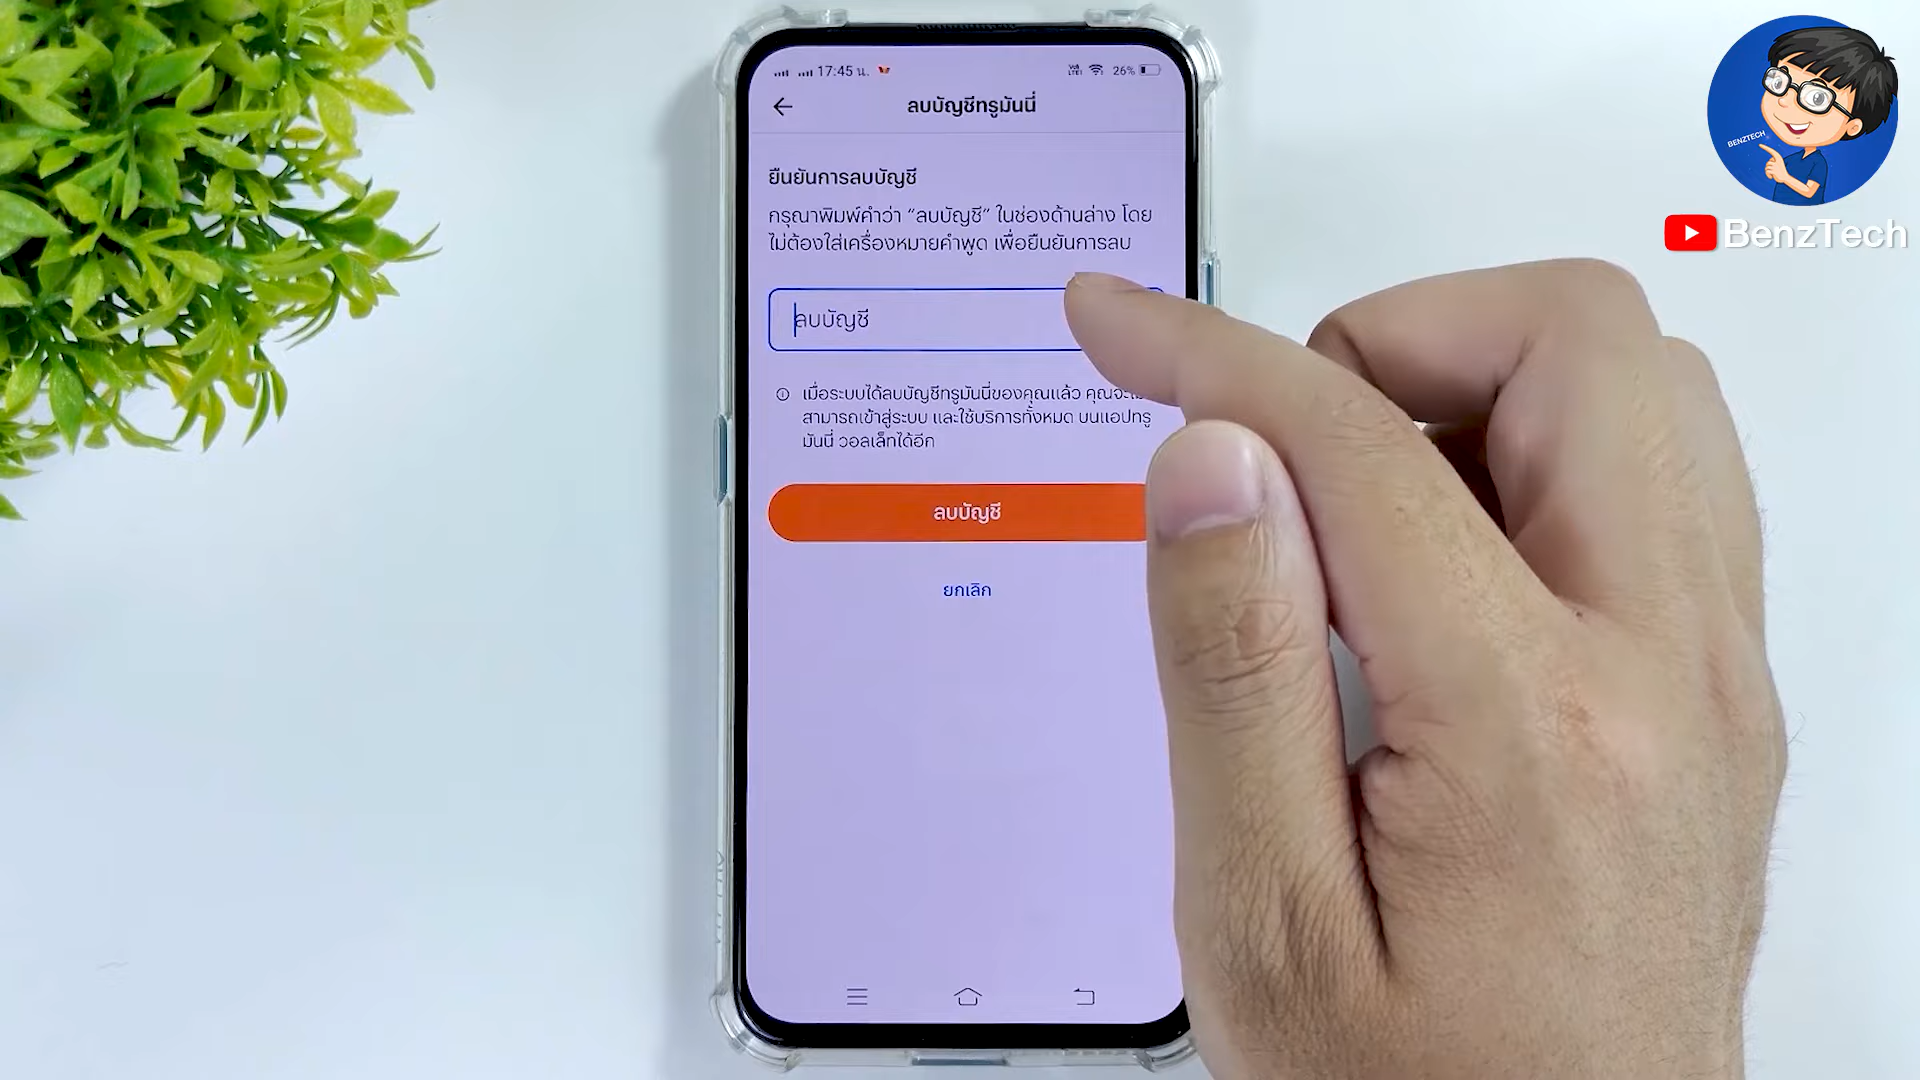 17:45 น.
26%
ลบบัญชีทรูมันนี่
ยืนยันการลบบัญชี
กรุณาพิมพ์คำว่า “ลบบัญชี” ในช่องด้านล่าง โดย
ไม่ต้องใส่เครื่องหมายคำพูด เพื่อยืนยันการลบ
ลบบัญชี
เมื่อระบบได้ลบบัญชีทรูมันนี่ของคุณแล้ว
สามารถเข้าสู่ระบบ และใช้บริการทั้งหมด บนแอปทรู
มันนี่ วอลเล็ทได้อีก
ลบบัญชี
ยกเลิก
BENZTECH
BenzTech